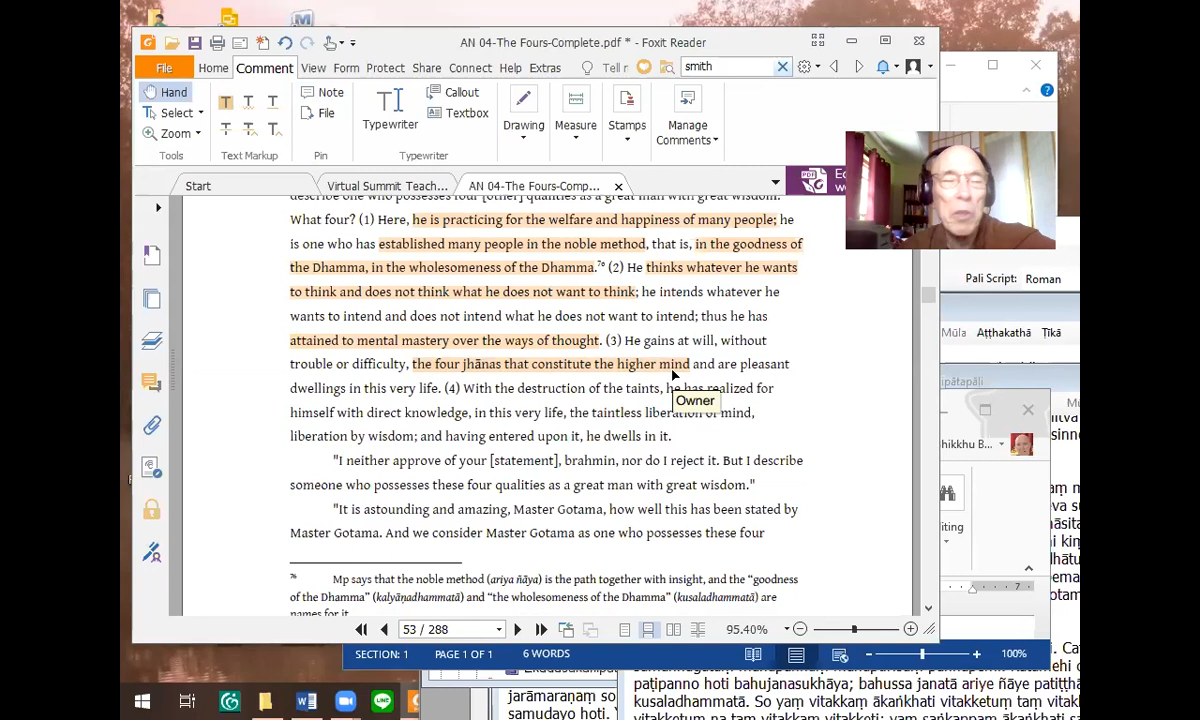 AN 04-The Fours-Complete.pdf * - Foxit Reader
File Home Comment View Form Protect Share Connect Help Extras Tell r smith
Hand
Select
Zoom
Tools
Text Markup
Note
File
Pin
Typewriter
Callout
Textbox
Typewriter
Drawing
Measure
Stamps
Manage
Comments
Start
Virtual Summit Teach...
AN 04-The Fours-Comp...
What four? (1) Here, he is practicing for the welfare and happiness of many people; he
is one who has established many people in the noble method, that is, in the goodness of
the Dhamma, in the wholesomeness of the Dhamma.⁷⁶ (2) He thinks whatever he wants
to think and does not think what he does not want to think; he intends whatever he
wants to intend and does not intend what he does not want to intend; thus he has
attained to mental mastery over the ways of thought. (3) He gains at will, without
trouble or difficulty, the four jhānas that constitute the higher mind and are pleasant
dwellings in this very life. (4) With the destruction of the taints, he has realized for
himself with direct knowledge, in this very life, the taintless liberation of mind,
liberation by wisdom; and having entered upon it, he dwells in it.
Owner
"I neither approve of your [statement], brahmin, nor do I reject it. But I describe
someone who possesses these four qualities as a great man with great wisdom."
"It is astounding and amazing, Master Gotama, how well this has been stated by
Master Gotama. And we consider Master Gotama as one who possesses these four
76 Mp says that the noble method (ariya ñāya) is the path together with insight, and the “goodness
of the Dhamma” (kalyāṇadhammatā) and “the wholesomeness of the Dhamma” (kusaladhammatā) are
names for it.
53 / 288
95.40%
Pali Script: Roman
Mūla Aṭṭhakathā Ṭīkā
hikkhu B...
7
SECTION: 1 PAGE 1 OF 1 6 WORDS
100%
paṭipanno hoti bahujanasukhāya; bahussa janatā ariye ñāye
kusaladhammatā. So yaṃ vitakkaṃ ākaṅkhati
jarāmaraṇaṃ so
samudayo hoti.